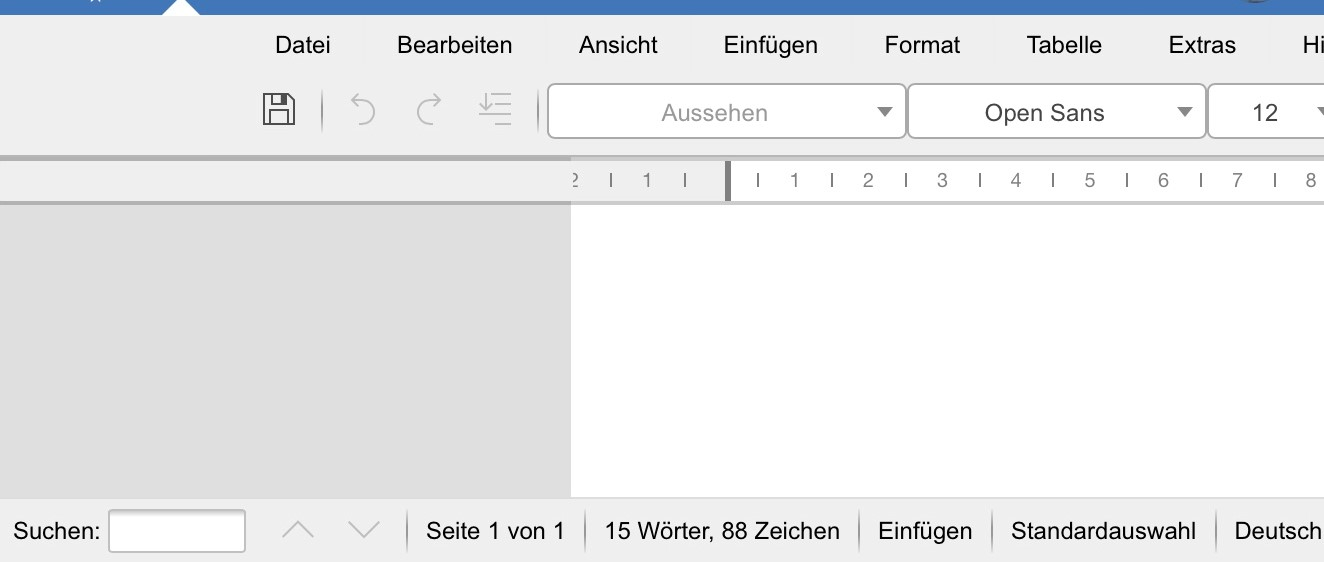 Datei Bearbeiten Ansicht Einfügen Format Tabelle Extras
Aussehen Open Sans 12
2 1 1 2 3 4 5 6 7 8
Suchen: Seite 1 von 1 15 Wörter, 88 Zeichen Einfügen Standardauswahl Deutsch